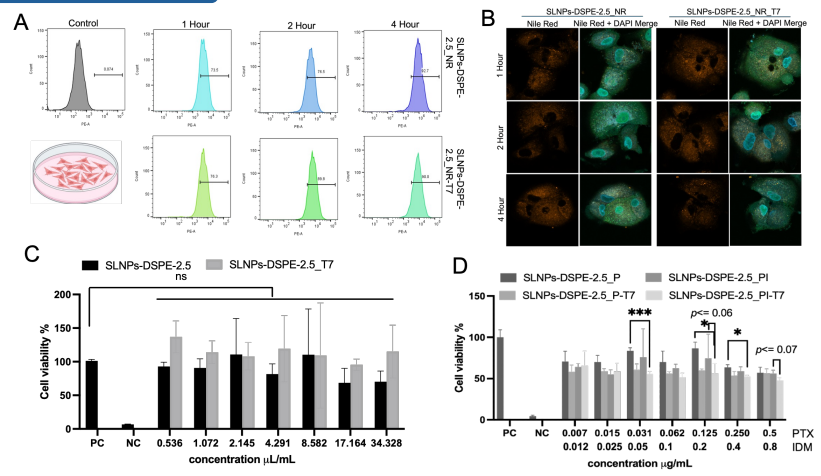 A
Control
1 Hour
2 Hour
4 Hour
SLNPs-DSPE-2.5_NR
SLNPs-DSPE-2.5_NR-T7
Count
PE-A
B
SLNPs-DSPE-2.5_NR
SLNPs-DSPE-2.5_NR_T7
Nile Red
Nile Red + DAPI Merge
Nile Red
Nile Red + DAPI Merge
1 Hour
2 Hour
4 Hour
C
SLNPs-DSPE-2.5
SLNPs-DSPE-2.5_T7
ns
Cell viability %
200
150
100
50
0
PC NC 0.536 1.072 2.145 4.291 8.582 17.164 34.328
concentration µL/mL
D
SLNPs-DSPE-2.5_P
SLNPs-DSPE-2.5_PI
SLNPs-DSPE-2.5_P-T7
SLNPs-DSPE-2.5_PI-T7
p<= 0.06
***
*
*
p<= 0.07
Cell viability %
150
100
50
0
PC NC 0.007 0.015 0.031 0.062 0.125 0.250 0.5 PTX
0.012 0.025 0.05 0.1 0.2 0.4 0.8 IDM
concentration µg/mL